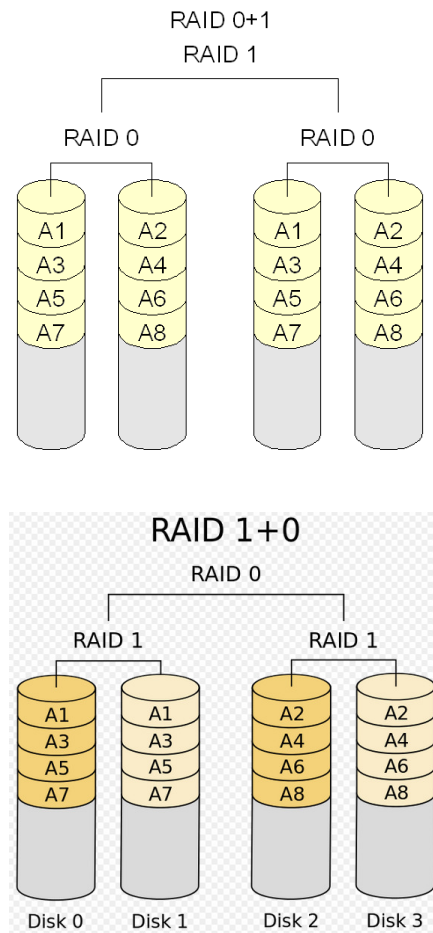 RAID 0+1
RAID 1
RAID 0 RAID 0
A1 A2 A1 A2
A3 A4 A3 A4
A5 A6 A5 A6
A7 A8 A7 A8
RAID 1+0
RAID 0
RAID 1 RAID 1
A1 A1 A2 A2
A3 A3 A4 A4
A5 A5 A6 A6
A7 A7 A8 A8
Disk 0 Disk 1 Disk 2 Disk 3